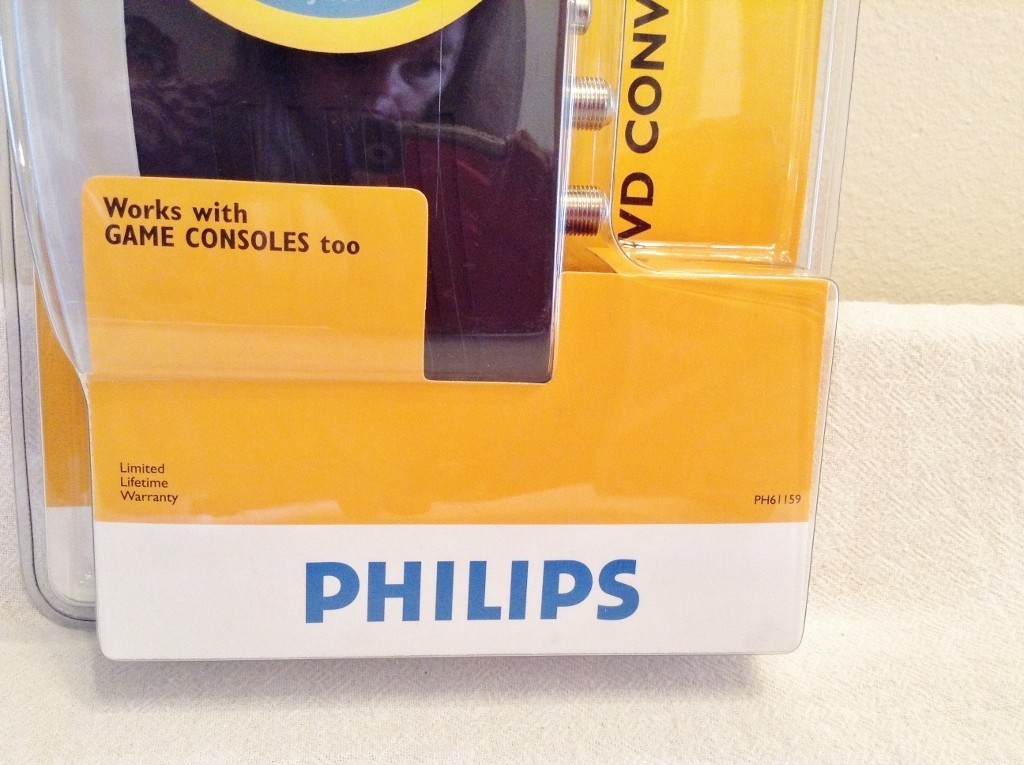 VD CONV
Works with
GAME CONSOLES too
Limited
Lifetime
Warranty
PH61159
PHILIPS